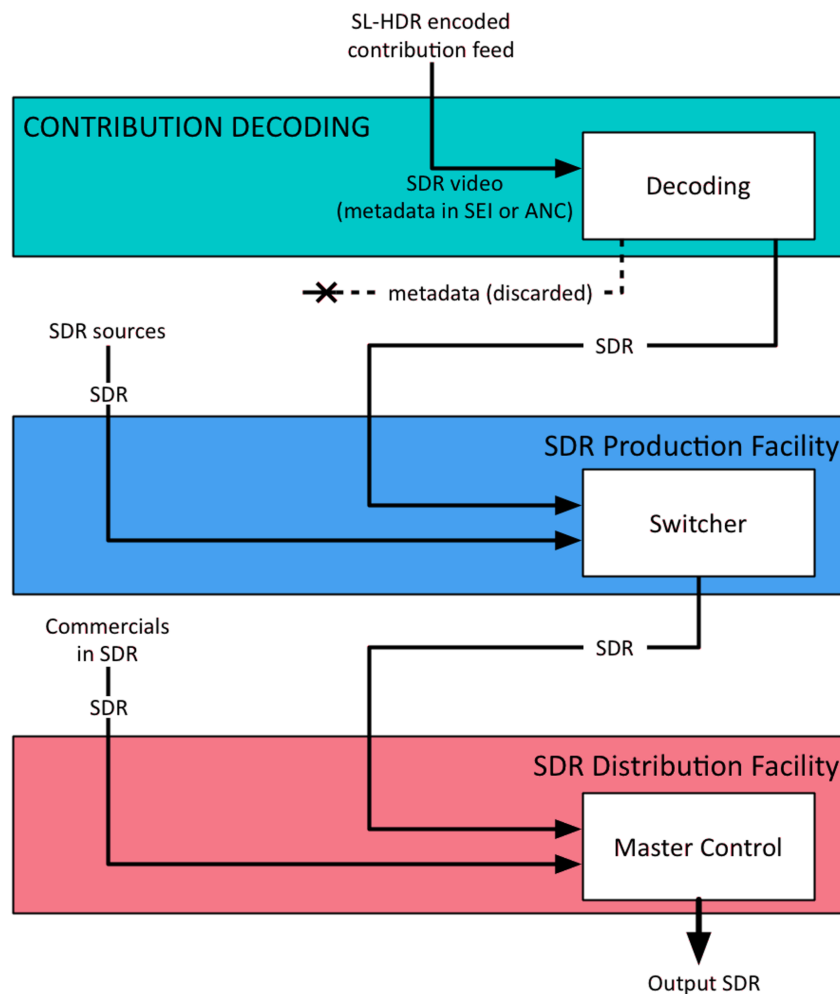 SL-HDR encoded
contribution feed
CONTRIBUTION DECODING
Decoding
SDR video
(metadata in SEI or ANC)
metadata (discarded)
SDR sources
SDR
SDR
SDR Production Facility
Switcher
Commercials
in SDR
SDR
SDR
SDR Distribution Facility
Master Control
Output SDR